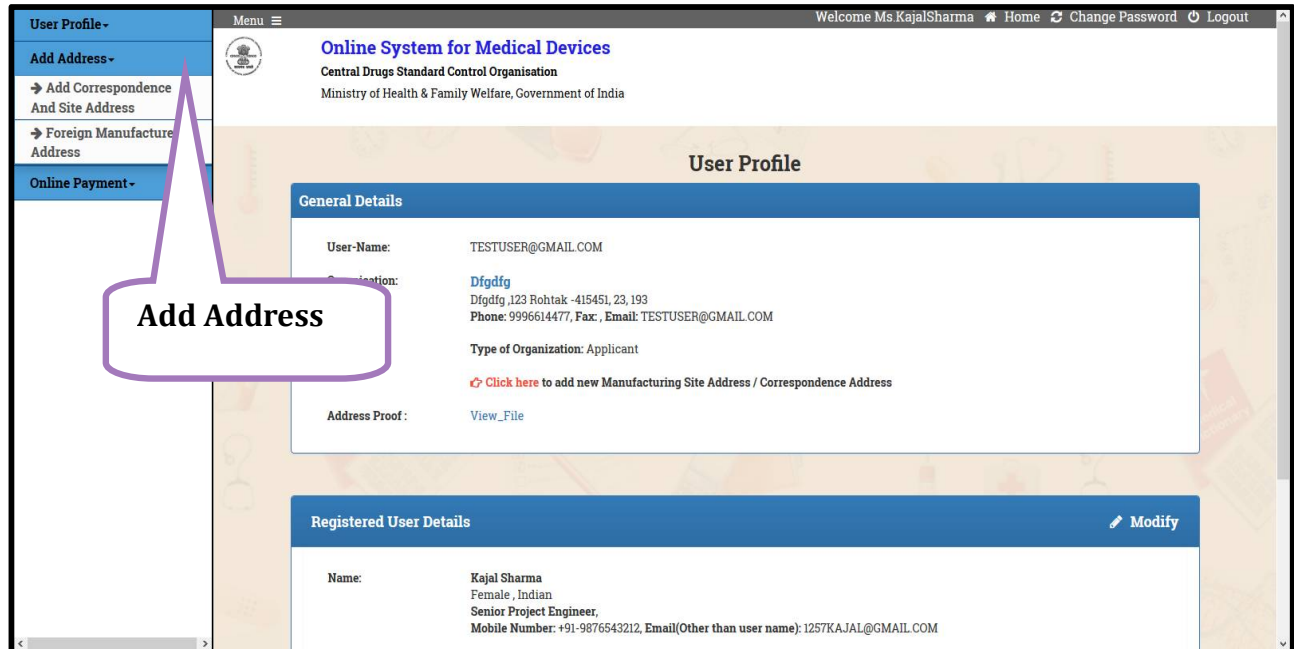 User Profile
Menu
Welcome Ms.KajalSharma Home Change Password Logout
Add Address
Add Correspondence
And Site Address
Foreign Manufacture
Address
Online Payment
Online System for Medical Devices
Central Drugs Standard Control Organisation
Ministry of Health & Family Welfare, Government of India
User Profile
General Details
User-Name: TESTUSER@GMAIL.COM
Dfgdfg
Dfgdfg ,123 Rohtak -415451, 23, 193
Phone: 9996614477, Fax: , Email: TESTUSER@GMAIL.COM
Type of Organization: Applicant
Click here to add new Manufacturing Site Address / Correspondence Address
Address Proof : View_File
Add Address
Registered User Details Modify
Name: Kajal Sharma
Female , Indian
Senior Project Engineer,
Mobile Number: +91-9876543212, Email(Other than user name): 1257KAJAL@GMAIL.COM